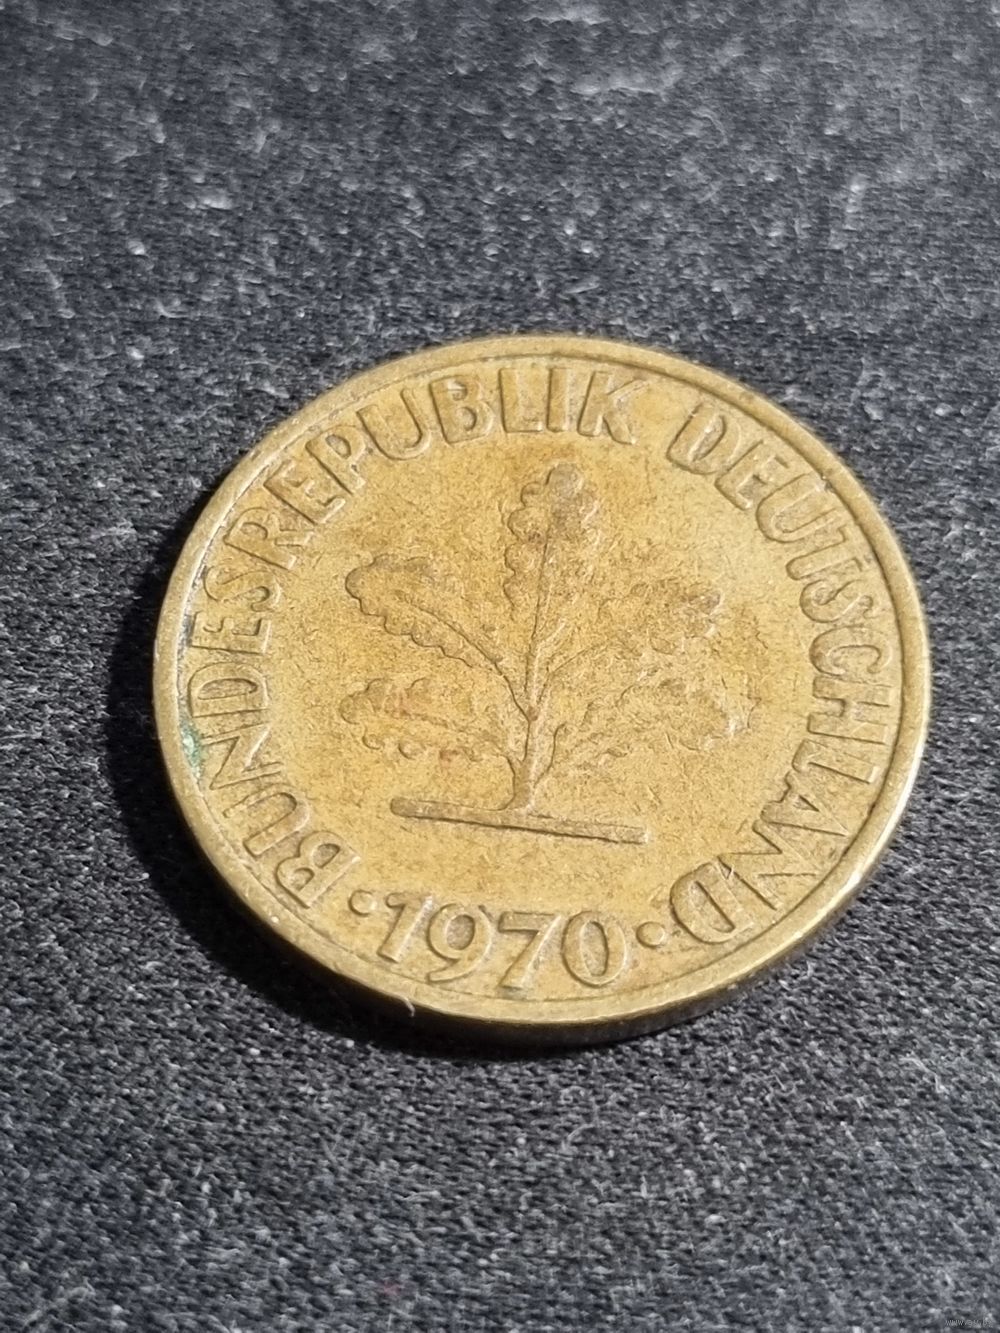 BUNDESREPUBLIK DEUTSCHLAND
· 1970 ·